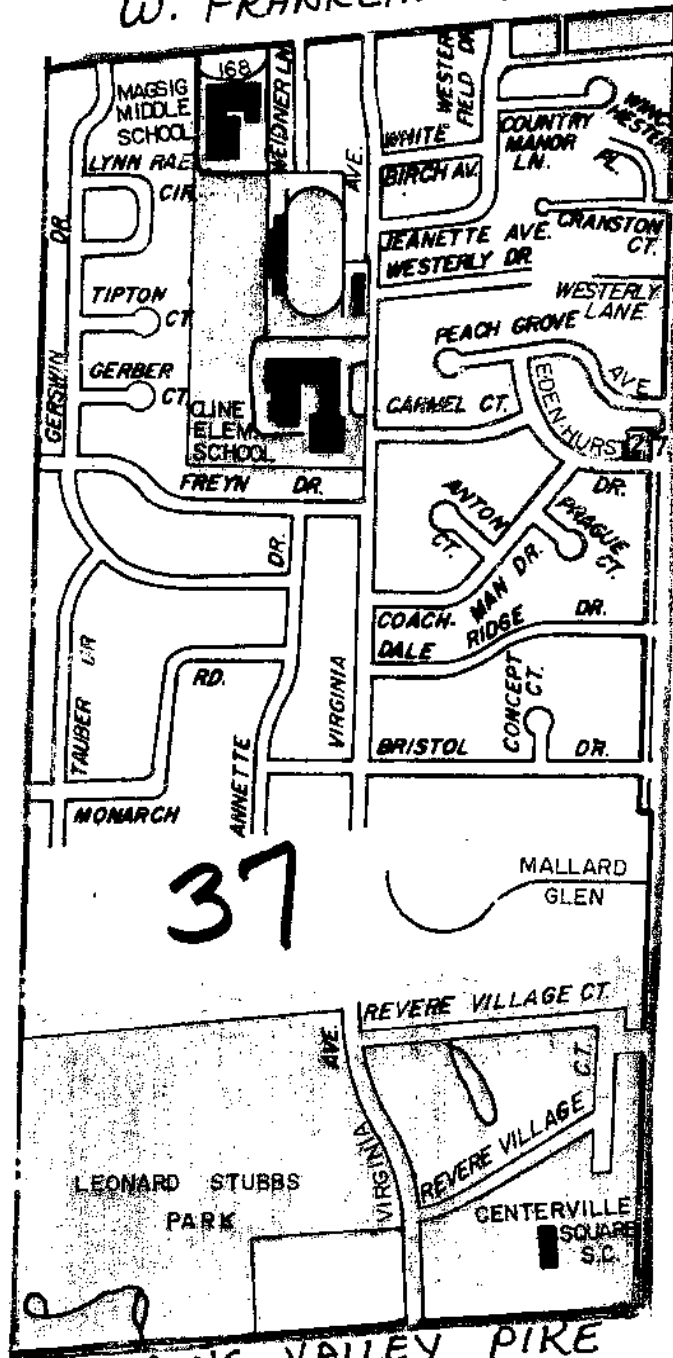 W. FRANKLIN
168
MAGSIG
MIDDLE
SCHOOL
WEIDNER LN.
AVE.
WESTER
FIELD DR.
WHITE
BIRCH AV.
COUNTRY
MANOR
LN.
PL.
LYNN RAE
CIR.
CRANSTON
CT.
JEANETTE AVE.
WESTERLY DR.
WESTERLY
LANE
DR.
TIPTON
CT.
PEACH GROVE
AVE.
GERBER
CT.
GERSWIN
EDENHURST
DR.
CARMEL CT.
CLINE
ELEM.
SCHOOL
FREYN DR.
ANTON
CT.
PRAGUE
CT.
DR.
COACH-
MAN DR.
DALE
RIDGE
DR.
RD.
TAUBER DR
VIRGINIA
CONCEPT
CT.
BRISTOL DR.
ANNETTE
MONARCH
37
MALLARD
GLEN
REVERE VILLAGE CT.
AVE.
CT.
VIRGINIA
REVERE VILLAGE
LEONARD STUBBS
PARK
CENTERVILLE
SQUARE
S.C.
VALLEY PIKE